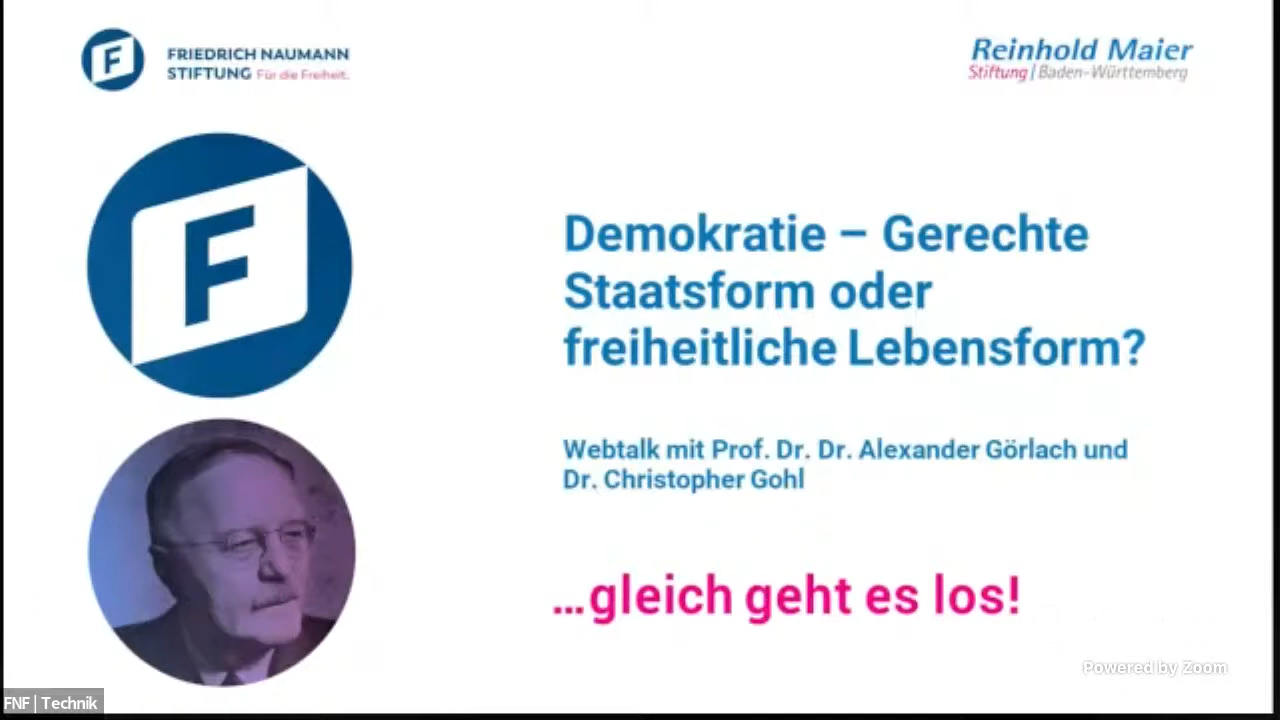 F
FRIEDRICH NAUMANN
STIFTUNG Für die Freiheit.
Reinhold Maier
Stiftung | Baden-Württemberg
F
Demokratie – Gerechte
Staatsform oder
freiheitliche Lebensform?
Webtalk mit Prof. Dr. Dr. Alexander Görlach und
Dr. Christopher Gohl
...gleich geht es los!
Powered by Zoom
FNF | Technik